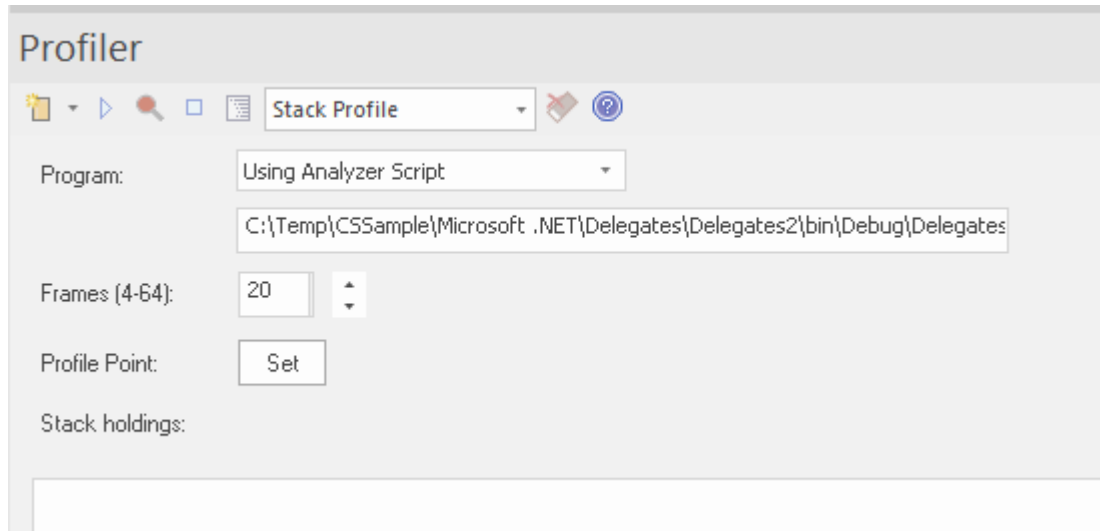 Profiler
Stack Profile
Program:
Using Analyzer Script
C:\Temp\CSSample\Microsoft .NET\Delegates\Delegates2\bin\Debug\Delegates
Frames (4-64):
20
Profile Point:
Set
Stack holdings: